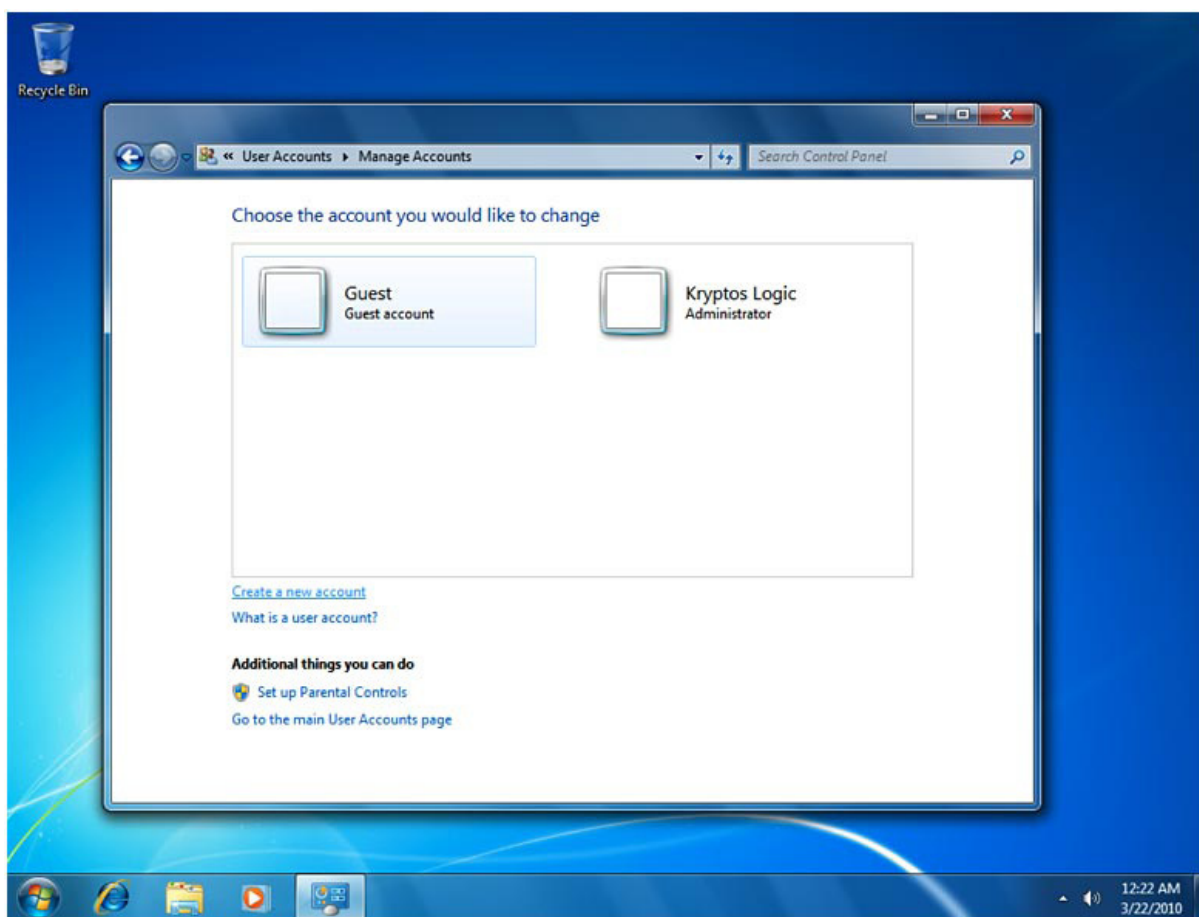 Recycle Bin
« User Accounts ▸ Manage Accounts
Search Control Panel
Choose the account you would like to change
Guest
Guest account
Kryptos Logic
Administrator
Create a new account
What is a user account?
Additional things you can do
Set up Parental Controls
Go to the main User Accounts page
12:22 AM
3/22/2010